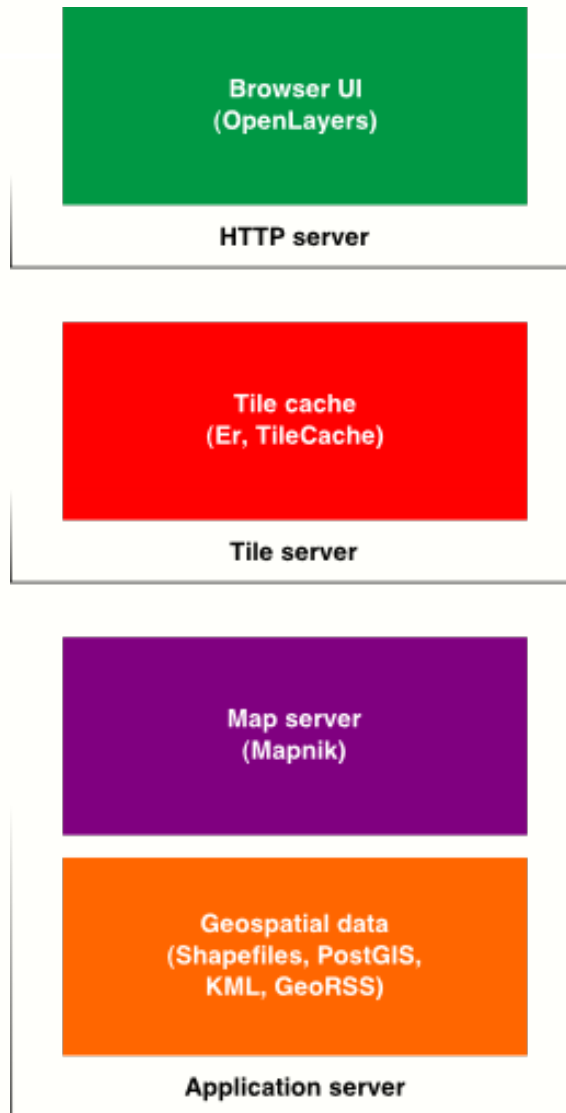 Browser UI
(OpenLayers)
HTTP server
Tile cache
(Er, TileCache)
Tile server
Map server
(Mapnik)
Geospatial data
(Shapefiles, PostGIS,
KML, GeoRSS)
Application server